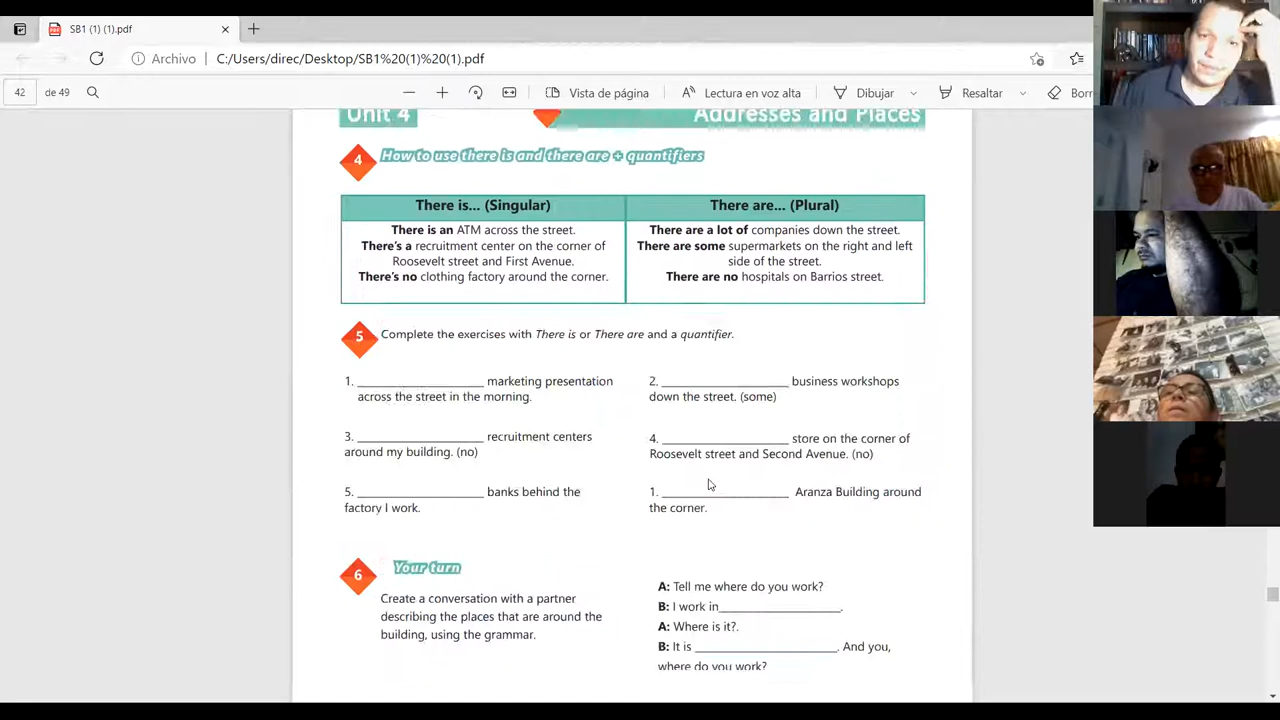 SB1 (1) (1).pdf
Archivo
C:/Users/direc/Desktop/SB1%20(1)%20(1).pdf
42 de 49
Vista de página
Lectura en voz alta
Dibujar
Resaltar
Borr
Unit 4
Addresses and Places
4 How to use there is and there are + quantifiers
There is... (Singular)
There is an ATM across the street.
There's a recruitment center on the corner of
Roosevelt street and First Avenue.
There's no clothing factory around the corner.
There are... (Plural)
There are a lot of companies down the street.
There are some supermarkets on the right and left
side of the street.
There are no hospitals on Barrios street.
5 Complete the exercises with There is or There are and a quantifier.
1. ____________________ marketing presentation
across the street in the morning.
2. ____________________ business workshops
down the street. (some)
3. ____________________ recruitment centers
around my building. (no)
4. ____________________ store on the corner of
Roosevelt street and Second Avenue. (no)
5. ____________________ banks behind the
factory I work.
1. ____________________ Aranza Building around
the corner.
6 Your turn
Create a conversation with a partner
describing the places that are around the
building, using the grammar.
A: Tell me where do you work?
B: I work in____________________.
A: Where is it?.
B: It is ______________________. And you,
where do you work?